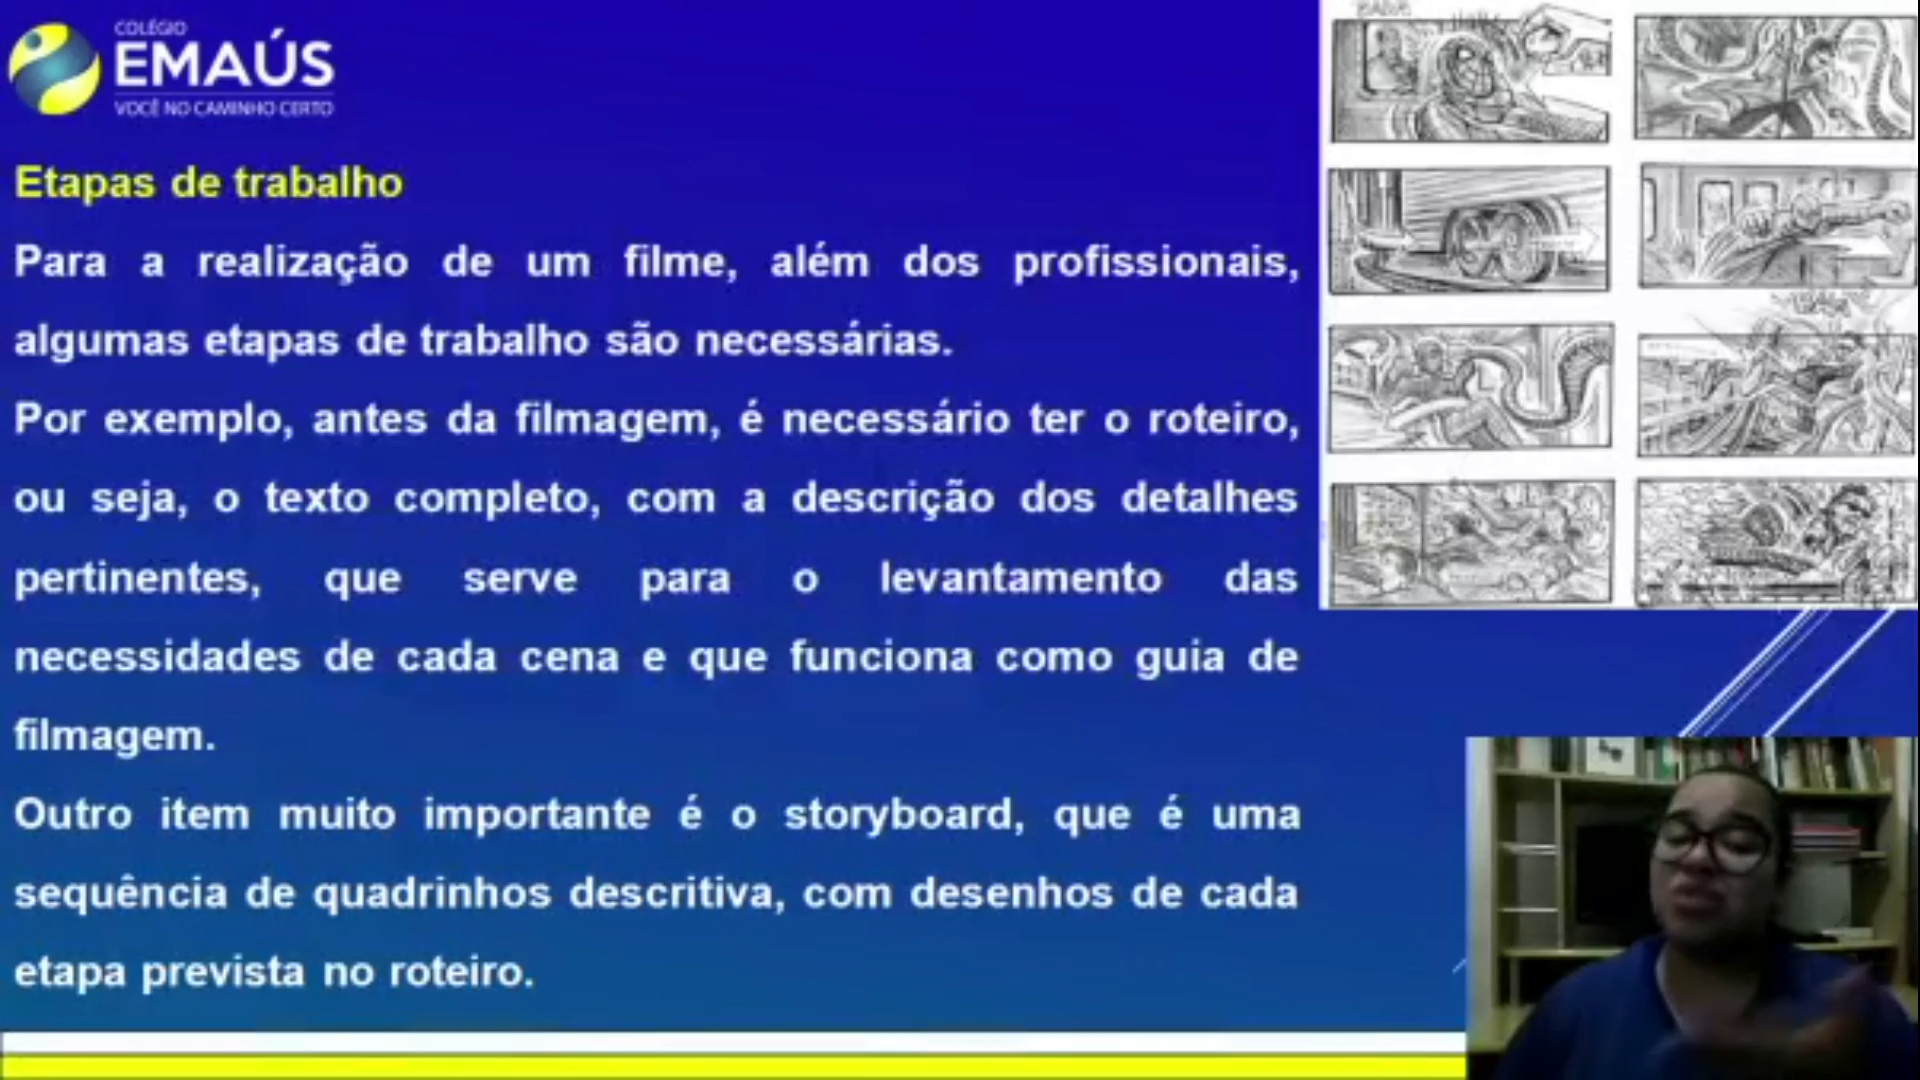 COLÉGIO
EMAÚS
VOCÊ NO CAMINHO CERTO
Etapas de trabalho
Para a realização de um filme, além dos profissionais,
algumas etapas de trabalho são necessárias.
Por exemplo, antes da filmagem, é necessário ter o roteiro,
ou seja, o texto completo, com a descrição dos detalhes
pertinentes, que serve para o levantamento das
necessidades de cada cena e que funciona como guia de
filmagem.
Outro item muito importante é o storyboard, que é uma
sequência de quadrinhos descritiva, com desenhos de cada
etapa prevista no roteiro.